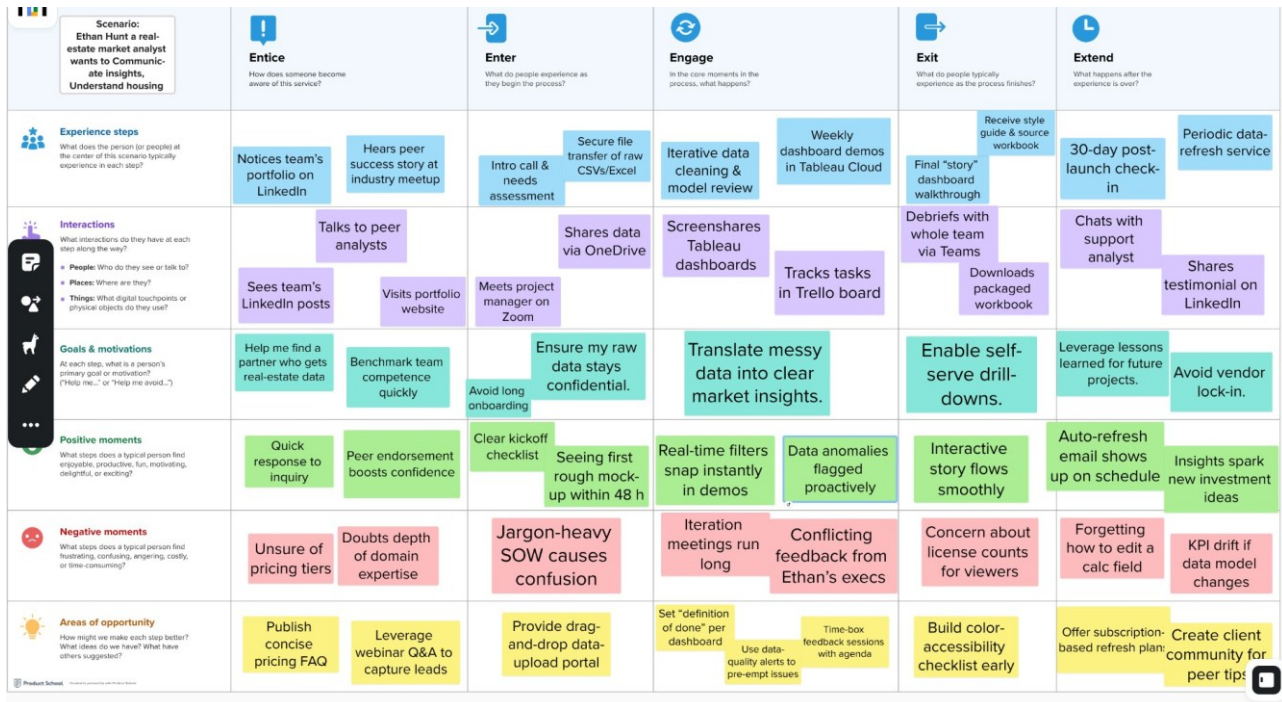 Scenario:
Ethan Hunt a real-
estate market analyst
wants to Communic-
ate insights,
Understand housing
Entice
How does someone become
aware of this service?
Enter
What do people experience as
they begin the process?
Engage
In the core moments in the
process, what happens?
Exit
What do people typically
experience as the process finishes?
Extend
What happens after the
experience is over?
Experience steps
What does the person (or people) at
the center of this scenario typically
experience in each step?
Notices team's
portfolio on
LinkedIn
Hears peer
success story at
industry meetup
Intro call &
needs
assessment
Secure file
transfer of raw
CSVs/Excel
Iterative data
cleaning &
model review
Weekly
dashboard demos
in Tableau Cloud
Final “story”
dashboard
walkthrough
Receive style
guide & source
workbook
30-day post-
launch check-
in
Periodic data-
refresh service
Interactions
What interactions do they have at each
step along the way?
People: Who do they see or talk to?
Places: Where are they?
Things: What digital touchpoints or
physical objects do they use?
Talks to peer
analysts
Sees team's
LinkedIn posts
Visits portfolio
website
Meets project
manager on
Zoom
Shares data
via OneDrive
Screenshares
Tableau
dashboards
Tracks tasks
in Trello board
Debriefs with
whole team
via Teams
Downloads
packaged
workbook
Chats with
support
analyst
Shares
testimonial on
LinkedIn
Goals & motivations
At each step, what is a person's
primary goal or motivation?
("Help me..." or "Help me avoid...")
Help me find a
partner who gets
real-estate data
Benchmark team
competence
quickly
Avoid long
onboarding
Ensure my raw
data stays
confidential.
Translate messy
data into clear
market insights.
Enable self-
serve drill-
downs.
Leverage lessons
learned for future
projects.
Avoid vendor
lock-in.
Positive moments
What steps does a typical person find
enjoyable, productive, fun, motivating,
delightful, or exciting?
Quick
response to
inquiry
Peer endorsement
boosts confidence
Clear kickoff
checklist
Seeing first
rough mock-
up within 48 h
Real-time filters
snap instantly
in demos
Data anomalies
flagged
proactively
Interactive
story flows
smoothly
Auto-refresh
email shows
up on schedule
Insights spark
new investment
ideas
Negative moments
What steps does a typical person find
frustrating, confusing, angering, costly,
or time-consuming?
Unsure of
pricing tiers
Doubts depth
of domain
expertise
Jargon-heavy
SOW causes
confusion
Iteration
meetings run
long
Conflicting
feedback from
Ethan's execs
Concern about
license counts
for viewers
Forgetting
how to edit a
calc field
KPI drift if
data model
changes
Areas of opportunity
How might we make each step better?
What ideas do we have? What have
others suggested?
Publish
concise
pricing FAQ
Leverage
webinar Q&A to
capture leads
Provide drag-
and-drop data-
upload portal
Set “definition
of done” per
dashboard
Use data-
quality alerts to
pre-empt issues
Time-box
feedback sessions
with agenda
Build color-
accessibility
checklist early
Offer subscription-
based refresh plans
Create client
community for
peer tips
Product School